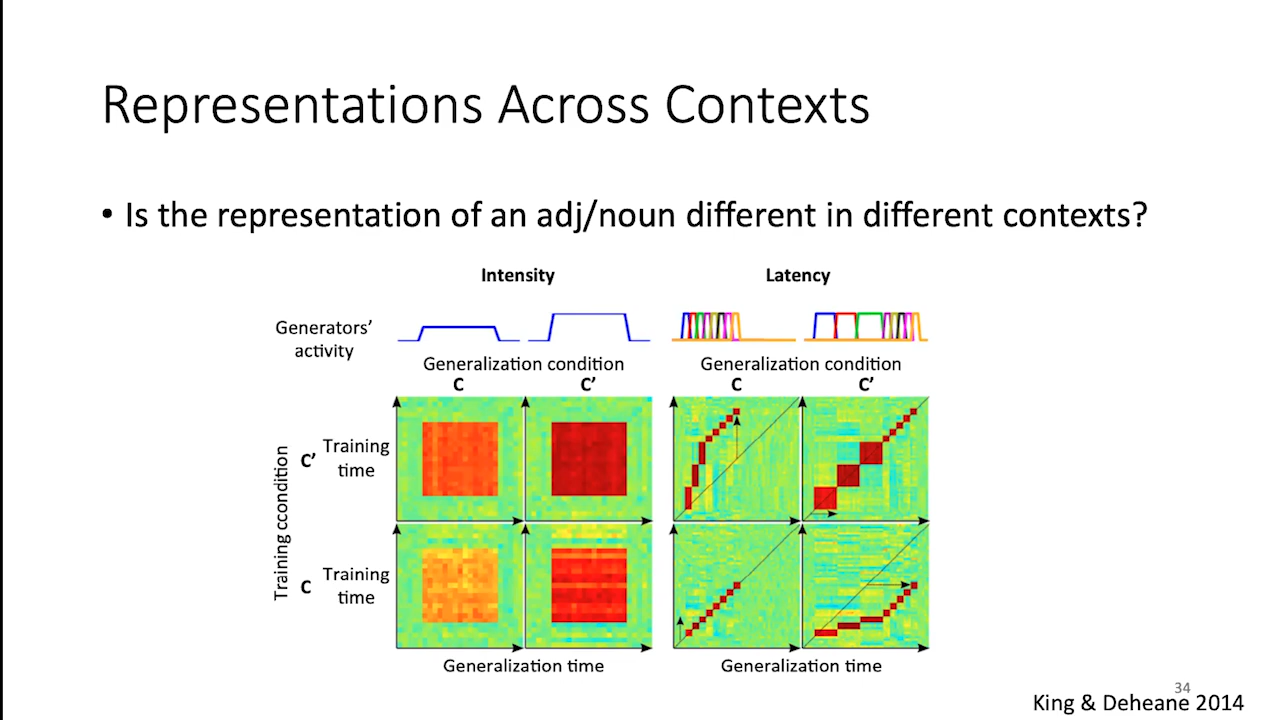 Representations Across Contexts
• Is the representation of an adj/noun different in different contexts?
Intensity
Latency
Generators’
activity
Generalization condition
C
C’
Generalization condition
C
C’
Training ccondition
C’
Training
time
C
Training
time
Generalization time
Generalization time
34
King & Deheane 2014